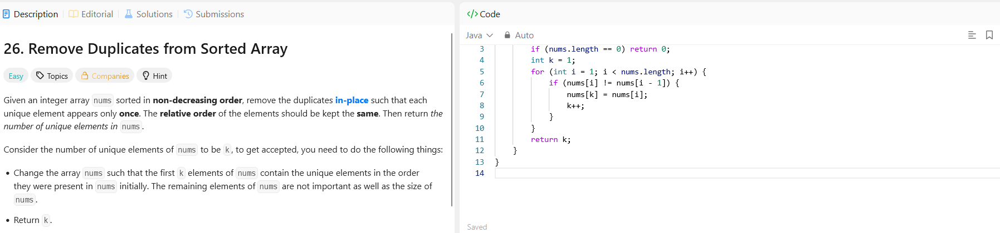 Description
Editorial
Solutions
Submissions
26. Remove Duplicates from Sorted Array
Easy
Topics
Companies
Hint
Given an integer array nums sorted in non-decreasing order, remove the duplicates in-place such that each
unique element appears only once. The relative order of the elements should be kept the same. Then return the
number of unique elements in nums.
Consider the number of unique elements of nums to be k, to get accepted, you need to do the following things:
• Change the array nums such that the first k elements of nums contain the unique elements in the order
they were present in nums initially. The remaining elements of nums are not important as well as the size of
nums.
• Return k.
</> Code
Java
Auto
3 if (nums.length == 0) return 0;
4 int k = 1;
5 for (int i = 1; i < nums.length; i++) {
6 if (nums[i] != nums[i - 1]) {
7 nums[k] = nums[i];
8 k++;
9 }
10 }
11 return k;
12 }
13 }
14
Saved